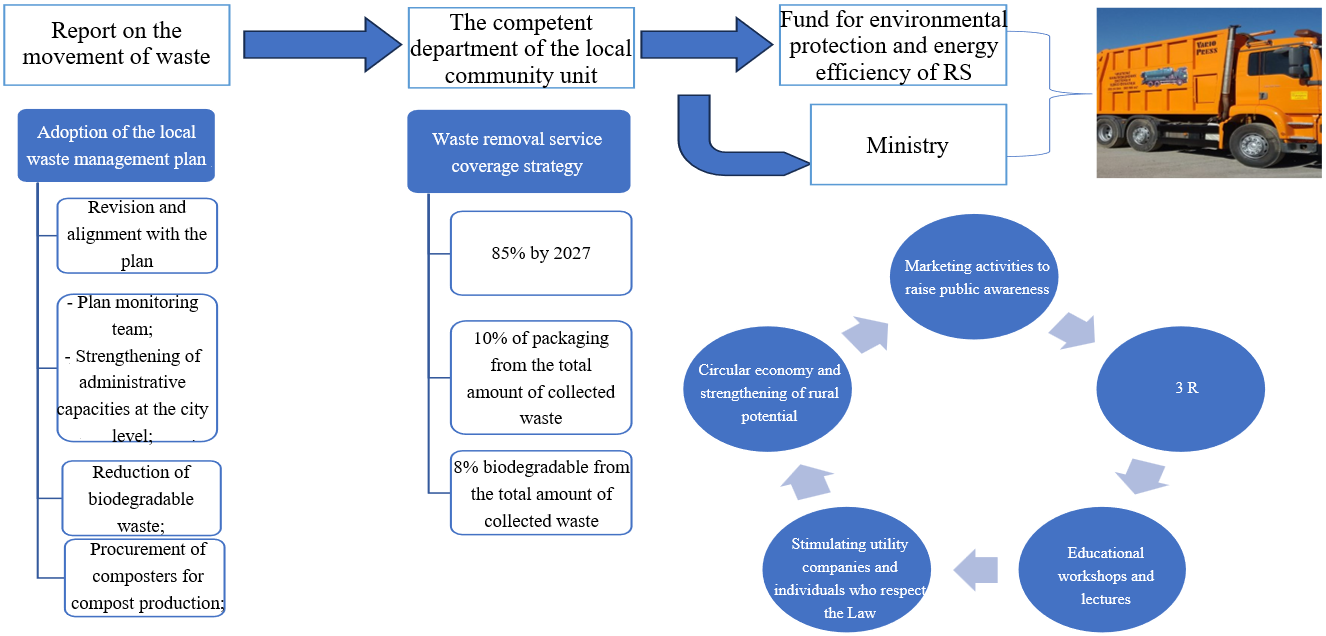 Report on the
movement of waste
The competent
department of the local
community unit
Fund for environmental
protection and energy
efficiency of RS
Ministry
VARIO
PRESS
Adoption of the local
waste management plan
Revision and
alignment with the
plan
- Plan monitoring
team;
- Strengthening of
administrative
capacities at the city
level;
Reduction of
biodegradable
waste;
Procurement of
composters for
compost production;
Waste removal service
coverage strategy
85% by 2027
10% of packaging
from the total
amount of collected
waste
8% biodegradable from
the total amount of
collected waste
Marketing activities to
raise public awareness
3 R
Educational
workshops and
lectures
Stimulating utility
companies and
individuals who respect
the Law
Circular economy and
strengthening of rural
potential